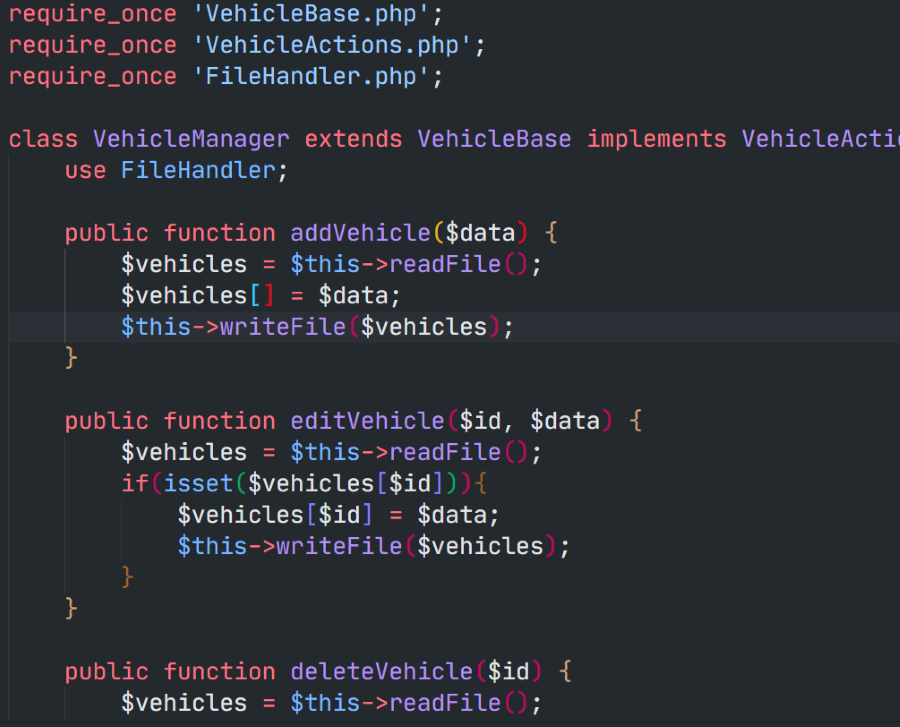 require_once 'VehicleBase.php';
require_once 'VehicleActions.php';
require_once 'FileHandler.php';
class VehicleManager extends VehicleBase implements
use FileHandler;
public function addVehicle($data) {
$vehicles = $this->readFile();
$vehicles[] = $data;
$this->writeFile($vehicles);
}
public function editVehicle($id, $data) {
$vehicles = $this->readFile();
if(isset($vehicles[$id])){
$vehicles[$id] = $data;
$this->writeFile($vehicles);
}
}
public function deleteVehicle($id) {
$vehicles = $this->readFile();